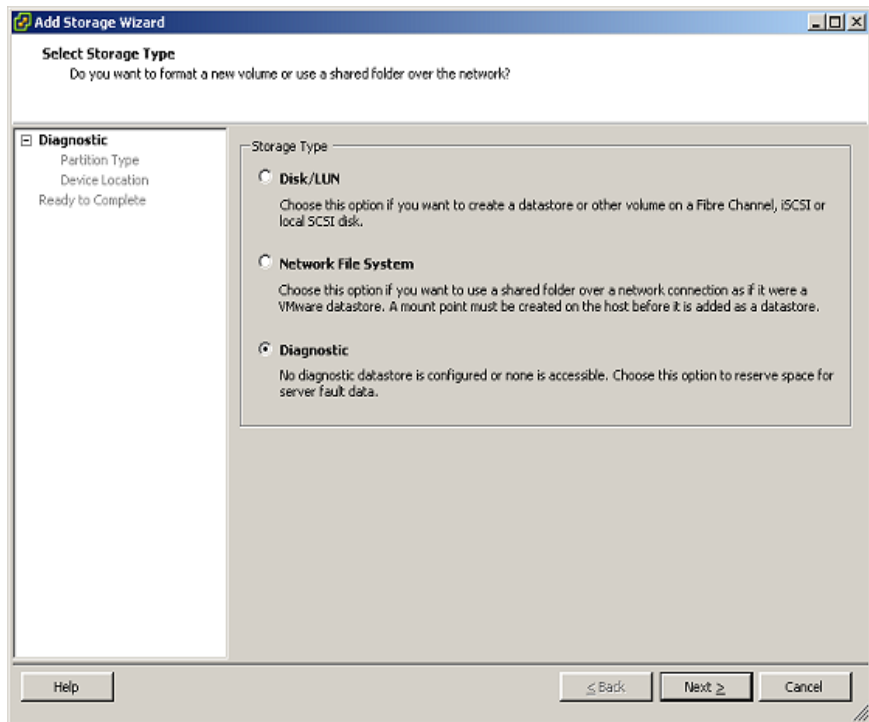 Add Storage Wizard
Select Storage Type
Do you want to format a new volume or use a shared folder over the network?
Diagnostic
Partition Type
Device Location
Ready to Complete
Storage Type
Disk/LUN
Choose this option if you want to create a datastore or other volume on a Fibre Channel, iSCSI or
local SCSI disk.
Network File System
Choose this option if you want to use a shared folder over a network connection as if it were a
VMware datastore. A mount point must be created on the host before it is added as a datastore.
Diagnostic
No diagnostic datastore is configured or none is accessible. Choose this option to reserve space for
server fault data.
Help
≤ Back
Next ≥
Cancel